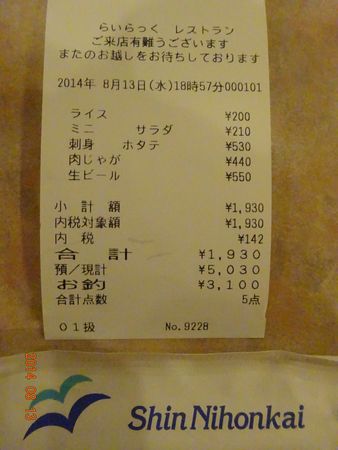 らいらっく レストラン
ご来店有難うございます
またのお越しをお待ちしております
2014年 8月13日(水)18時57分000101
ライス ¥200
ミニ サラダ ¥210
刺身 ホタテ ¥530
肉じゃが ¥440
生ビール ¥550
小計額 ¥1,930
内税対象額 ¥1,930
内税 ¥142
合計 ¥1,930
預/現計 ¥5,030
お釣 ¥3,100
合計点数 5点
01扱 No.9228
2014 08 13
Shin Nihonkai